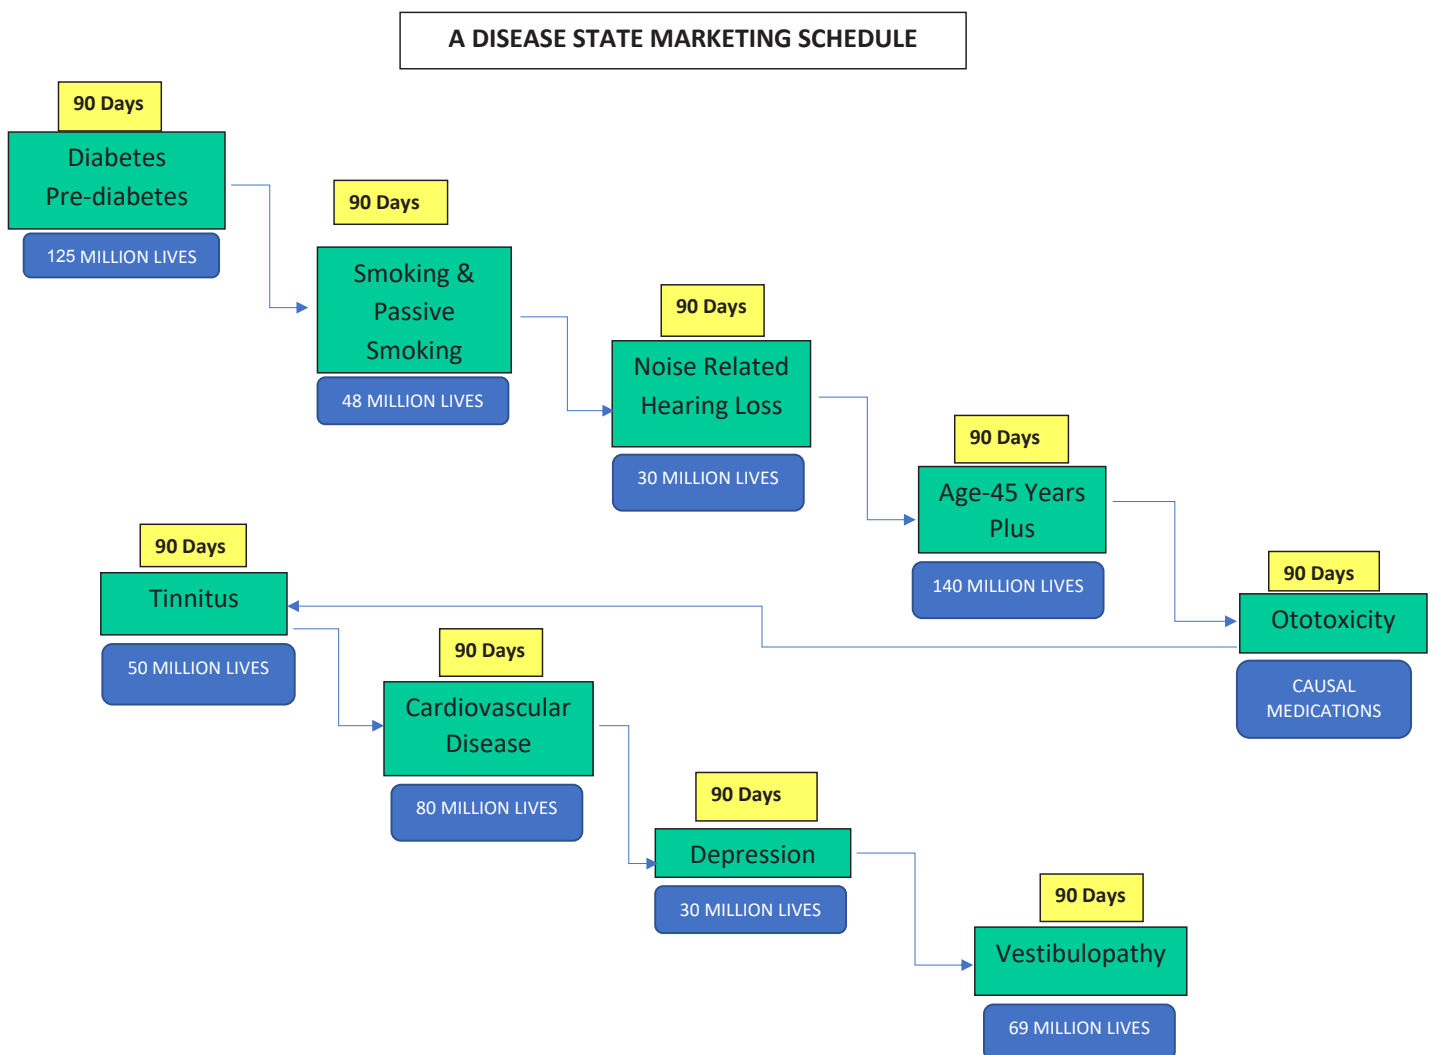 A DISEASE STATE MARKETING SCHEDULE
90 Days
Diabetes
Pre-diabetes
125 MILLION LIVES
90 Days
Smoking &
Passive
Smoking
48 MILLION LIVES
90 Days
Noise Related
Hearing Loss
30 MILLION LIVES
90 Days
Age-45 Years
Plus
140 MILLION LIVES
90 Days
Ototoxicity
CAUSAL
MEDICATIONS
90 Days
Tinnitus
50 MILLION LIVES
90 Days
Cardiovascular
Disease
80 MILLION LIVES
90 Days
Depression
30 MILLION LIVES
90 Days
Vestibulopathy
69 MILLION LIVES